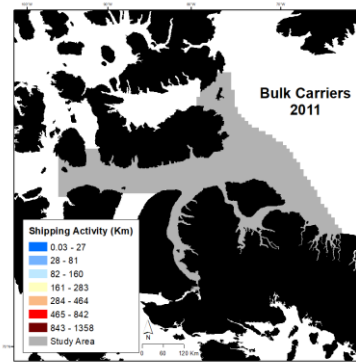 Bulk Carriers
2011
Shipping Activity (Km)
0.03 - 27
28 - 81
82 - 160
161 - 283
284 - 464
465 - 842
843 - 1358
Study Area
N
0 60 120 Km